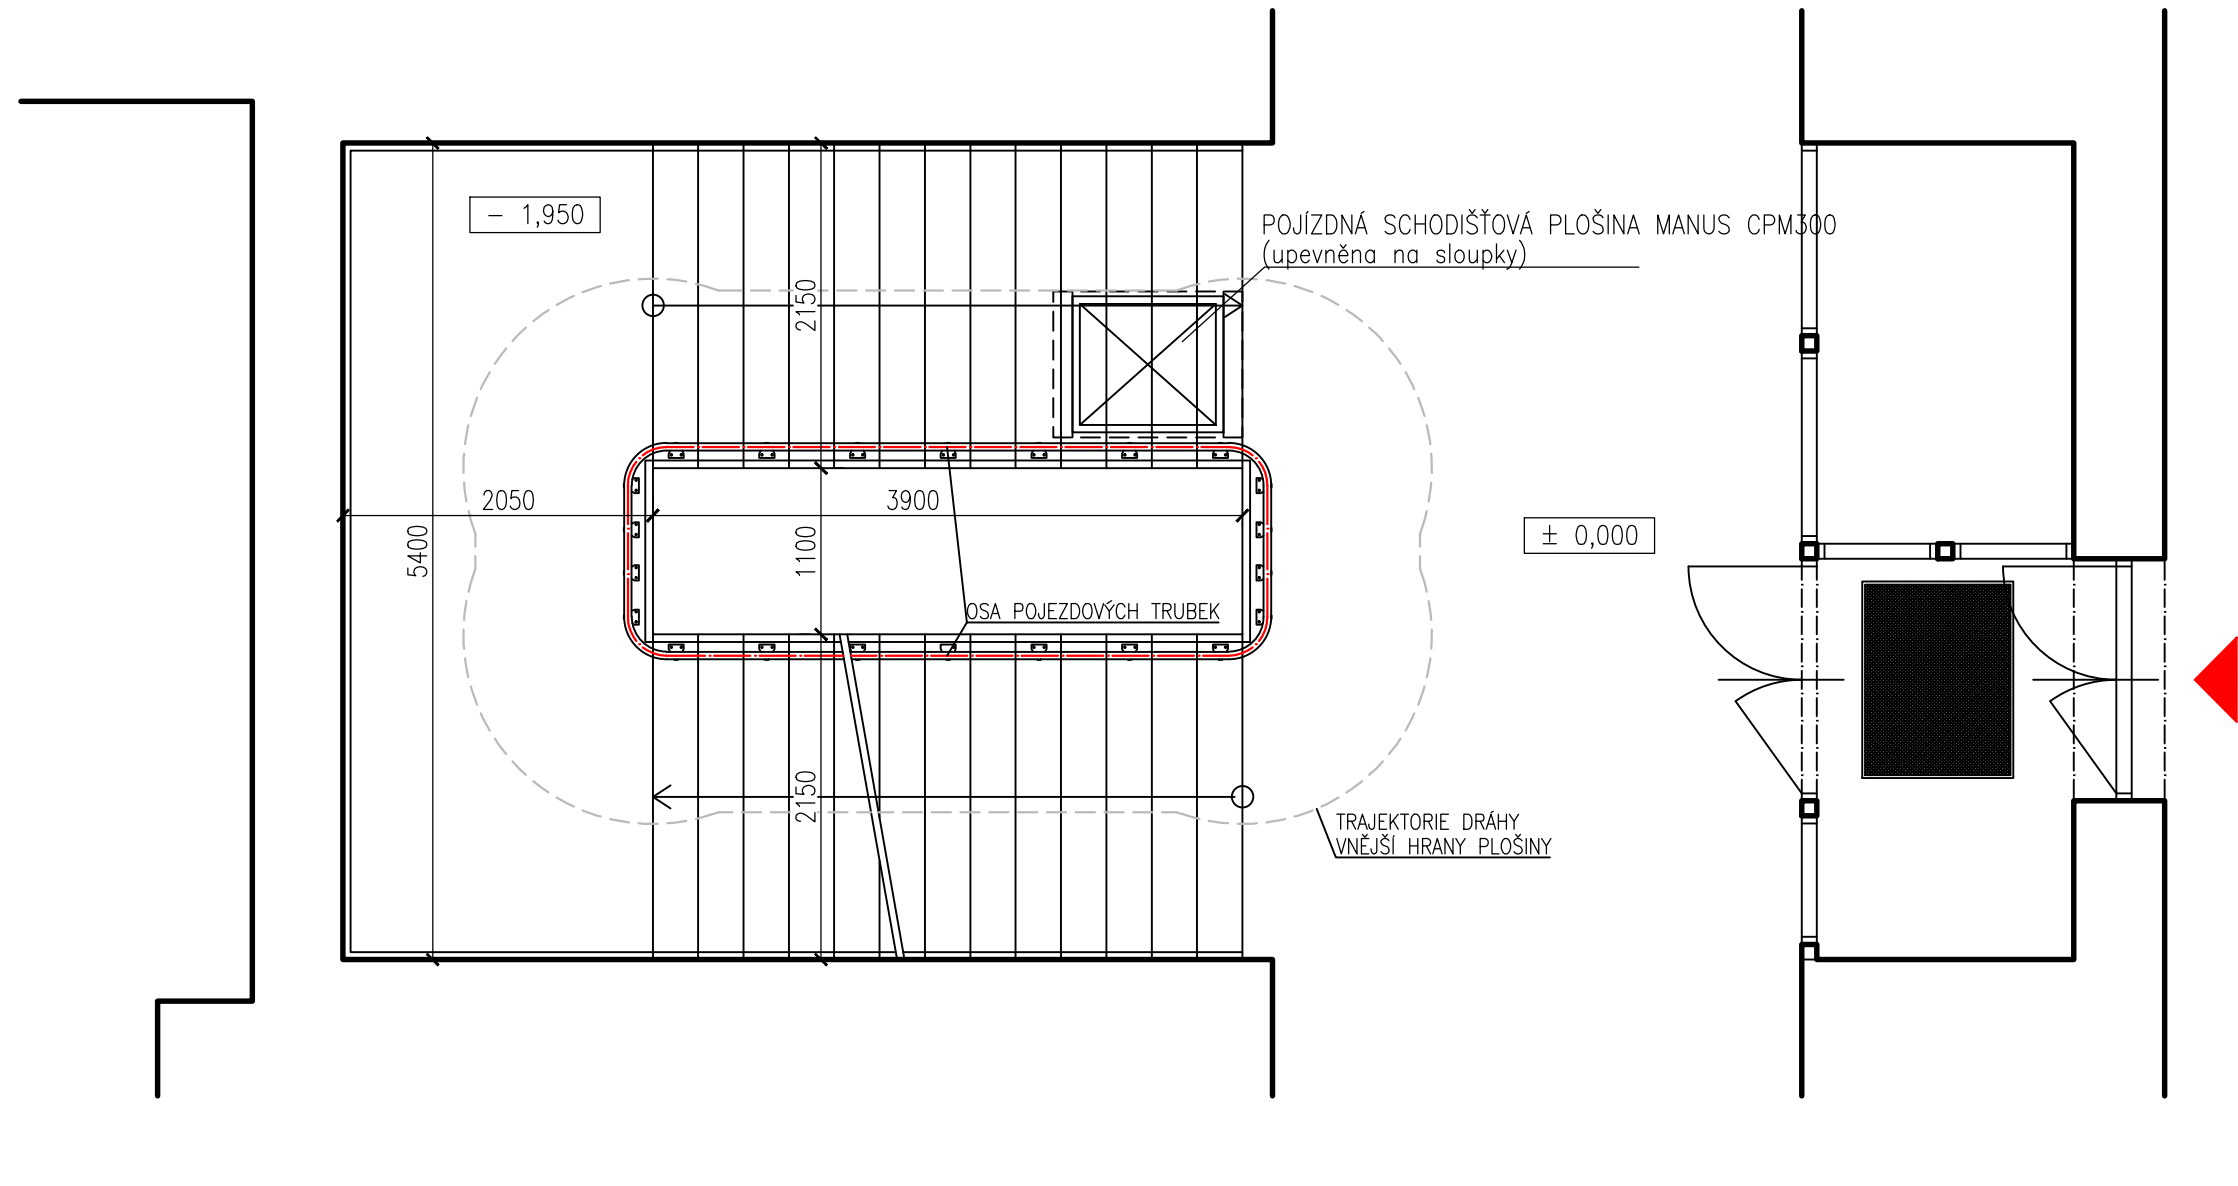 − 1,950
POJÍZDNÁ SCHODIŠŤOVÁ PLOŠINA MANUS CPM300
(upevněna na sloupky)
2150
2050
3900
5400
1100
± 0,000
OSA POJEZDOVÝCH TRUBEK
2150
TRAJEKTORIE DRÁHY
VNĚJŠÍ HRANY PLOŠINY